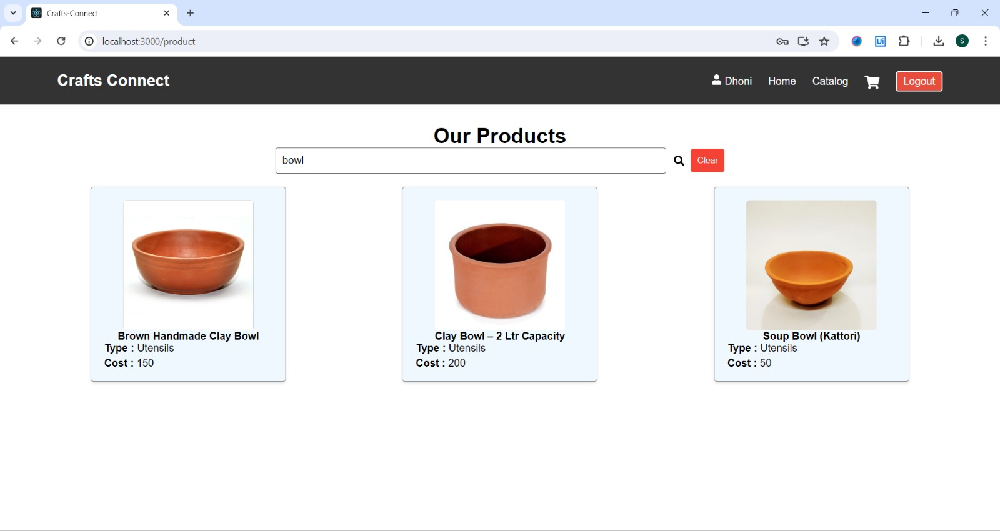 Crafts-Connect
localhost:3000/product
Ui
S
Crafts Connect
Dhoni Home Catalog Logout
Our Products
bowl Clear
Brown Handmade Clay Bowl
Type : Utensils
Cost : 150
Clay Bowl – 2 Ltr Capacity
Type : Utensils
Cost : 200
Soup Bowl (Kattori)
Type : Utensils
Cost : 50